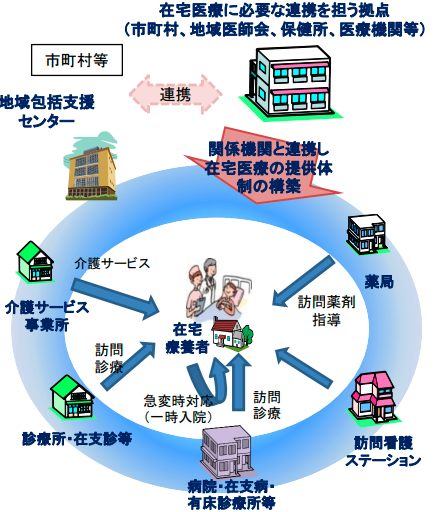 在宅医療に必要な連携を担う拠点
（市町村、地域医師会、保健所、医療機関等）
市町村等
連携
地域包括支援
センター
関係機関と連携し
在宅医療の提供体
制の構築
介護サービス
薬局
介護サービス
事業所
訪問薬剤
指導
在宅
療養者
訪問
診療
急変時対応
（一時入院）
訪問
診療
診療所・在支診等
訪問看護
ステーション
病院・在支病・
有床診療所等